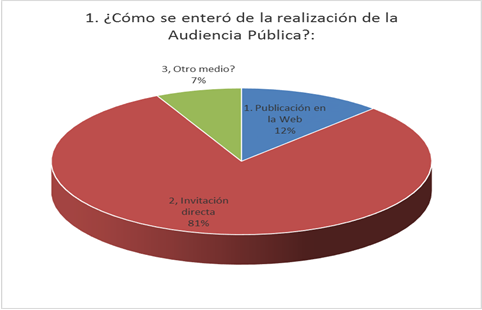 1. ¿Cómo se enteró de la realización de la
Audiencia Pública?:
3, Otro medio?
7%
1. Publicación en
la Web
12%
2, Invitación
directa
81%